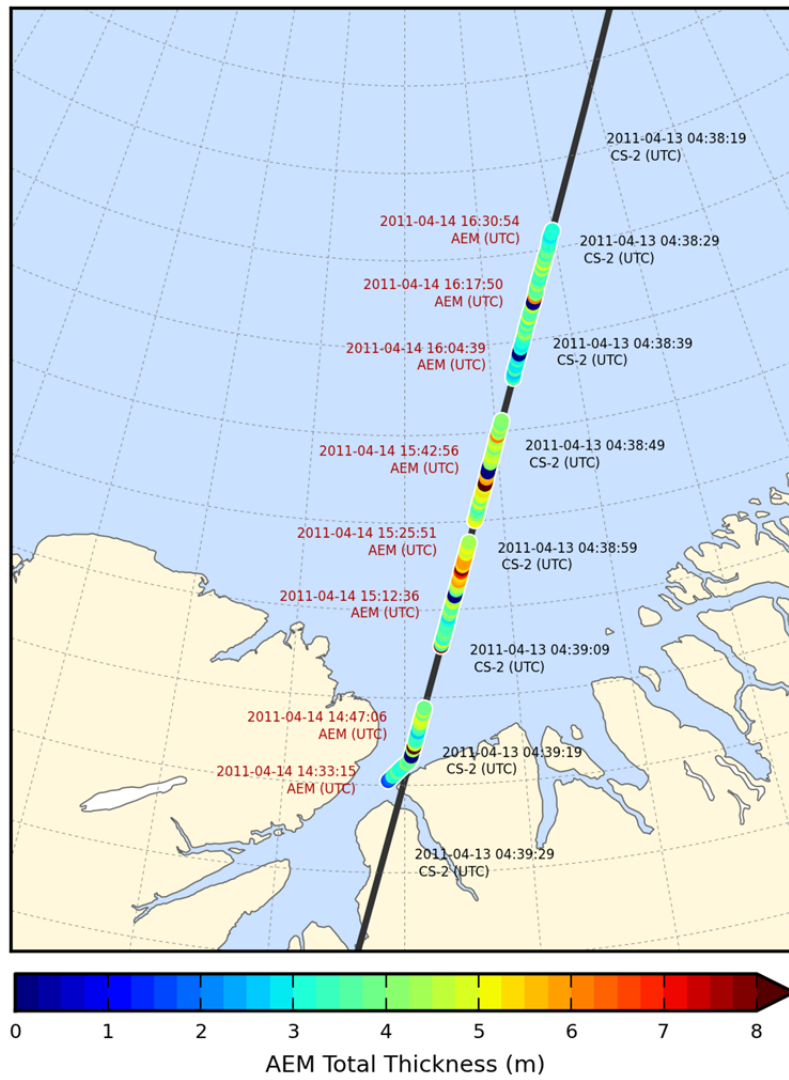 2011-04-13 04:38:19
CS-2 (UTC)
2011-04-14 16:30:54
AEM (UTC)
2011-04-13 04:38:29
CS-2 (UTC)
2011-04-14 16:17:50
AEM (UTC)
2011-04-14 16:04:39
AEM (UTC)
2011-04-13 04:38:39
CS-2 (UTC)
2011-04-14 15:42:56
AEM (UTC)
2011-04-13 04:38:49
CS-2 (UTC)
2011-04-14 15:25:51
AEM (UTC)
2011-04-13 04:38:59
CS-2 (UTC)
2011-04-14 15:12:36
AEM (UTC)
2011-04-13 04:39:09
CS-2 (UTC)
2011-04-14 14:47:06
AEM (UTC)
2011-04-13 04:39:19
CS-2 (UTC)
2011-04-14 14:33:15
AEM (UTC)
2011-04-13 04:39:29
CS-2 (UTC)
0 1 2 3 4 5 6 7 8
AEM Total Thickness (m)